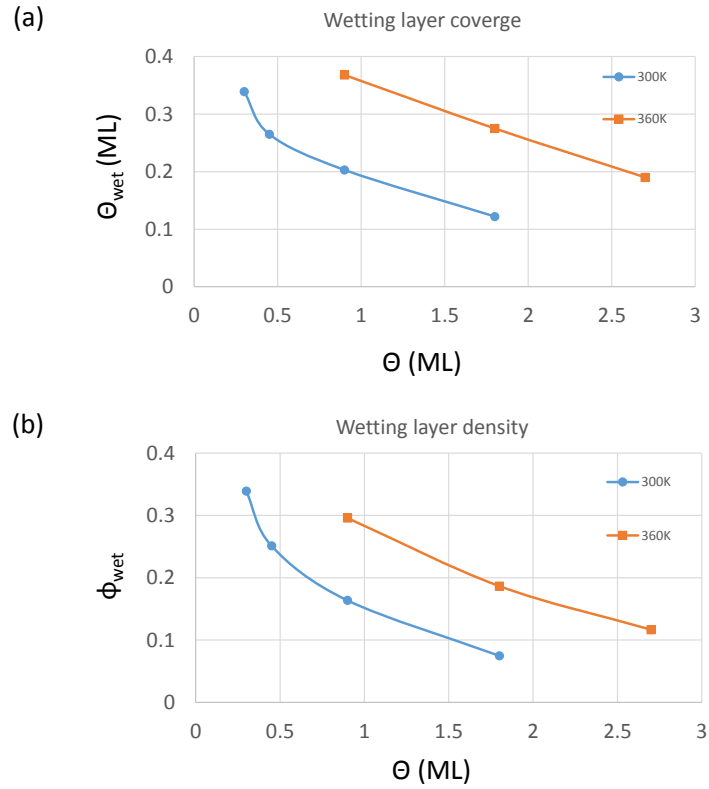 (a)
Wetting layer coverge
0.4
0.3
0.2
0.1
0
Θwet (ML)
300K
360K
0 0.5 1 1.5 2 2.5 3
Θ (ML)
(b)
Wetting layer density
0.4
0.3
0.2
0.1
0
ϕwet
300K
360K
0 0.5 1 1.5 2 2.5 3
Θ (ML)